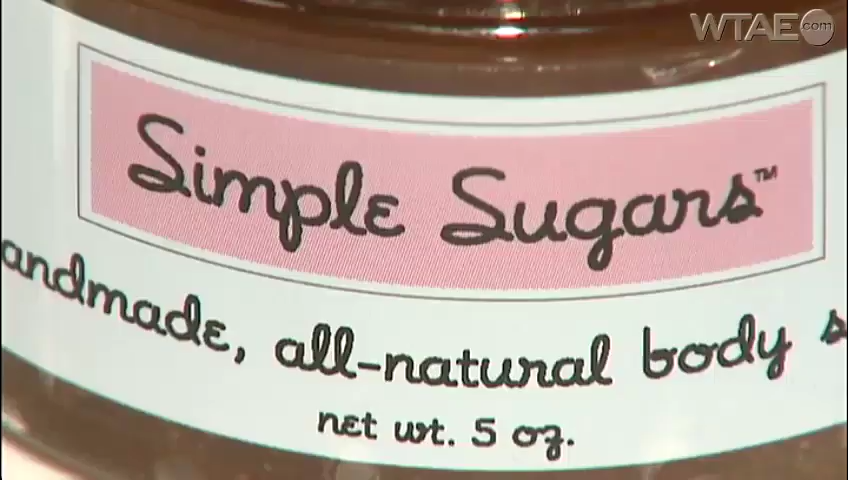 WTAE.com
Simple Sugars™
andmade, all-natural body s
net wt. 5 oz.